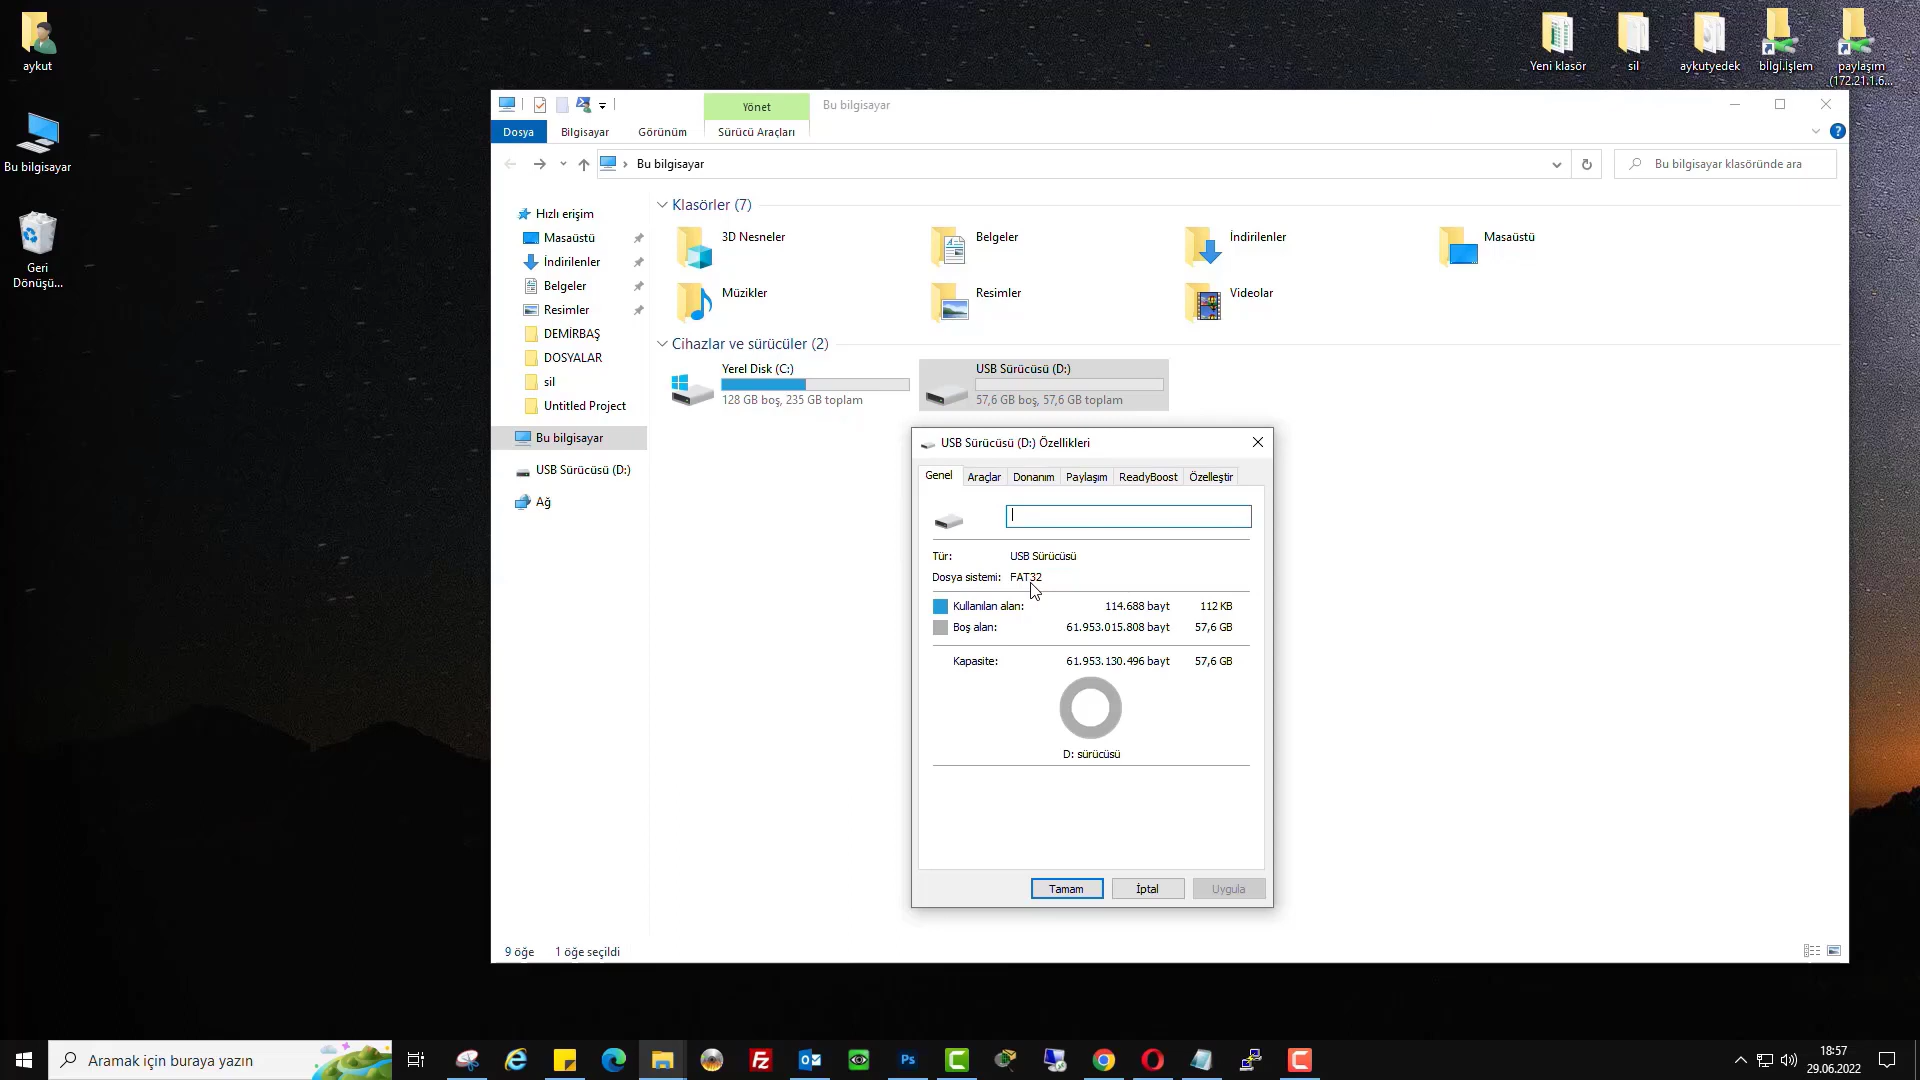 aykut
Bu bilgisayar
Geri
Dönüşü...
Yeni klasör
sil
aykutyedek
bilgi.işlem
paylaşım
(172.21.1.6...
Yönet
Bu bilgisayar
Dosya
Bilgisayar
Görünüm
Sürücü Araçları
Bu bilgisayar
Bu bilgisayar klasöründe ara
Hızlı erişim
Masaüstü
İndirilenler
Belgeler
Resimler
DEMİRBAŞ
DOSYALAR
sil
Untitled Project
Bu bilgisayar
USB Sürücüsü (D:)
Ağ
Klasörler (7)
3D Nesneler
Belgeler
İndirilenler
Masaüstü
Müzikler
Resimler
Videolar
Cihazlar ve sürücüler (2)
Yerel Disk (C:)
128 GB boş, 235 GB toplam
USB Sürücüsü (D:)
57,6 GB boş, 57,6 GB toplam
USB Sürücüsü (D:) Özellikleri
Genel
Araçlar
Donanım
Paylaşım
ReadyBoost
Özelleştir
Tür: USB Sürücüsü
Dosya sistemi: FAT32
Kullanılan alan: 114.688 bayt 112 KB
Boş alan: 61.953.015.808 bayt 57,6 GB
Kapasite: 61.953.130.496 bayt 57,6 GB
D: sürücüsü
Tamam
İptal
Uygula
9 öğe
1 öğe seçildi
Aramak için buraya yazın
Fz
Ps
18:57
29.06.2022